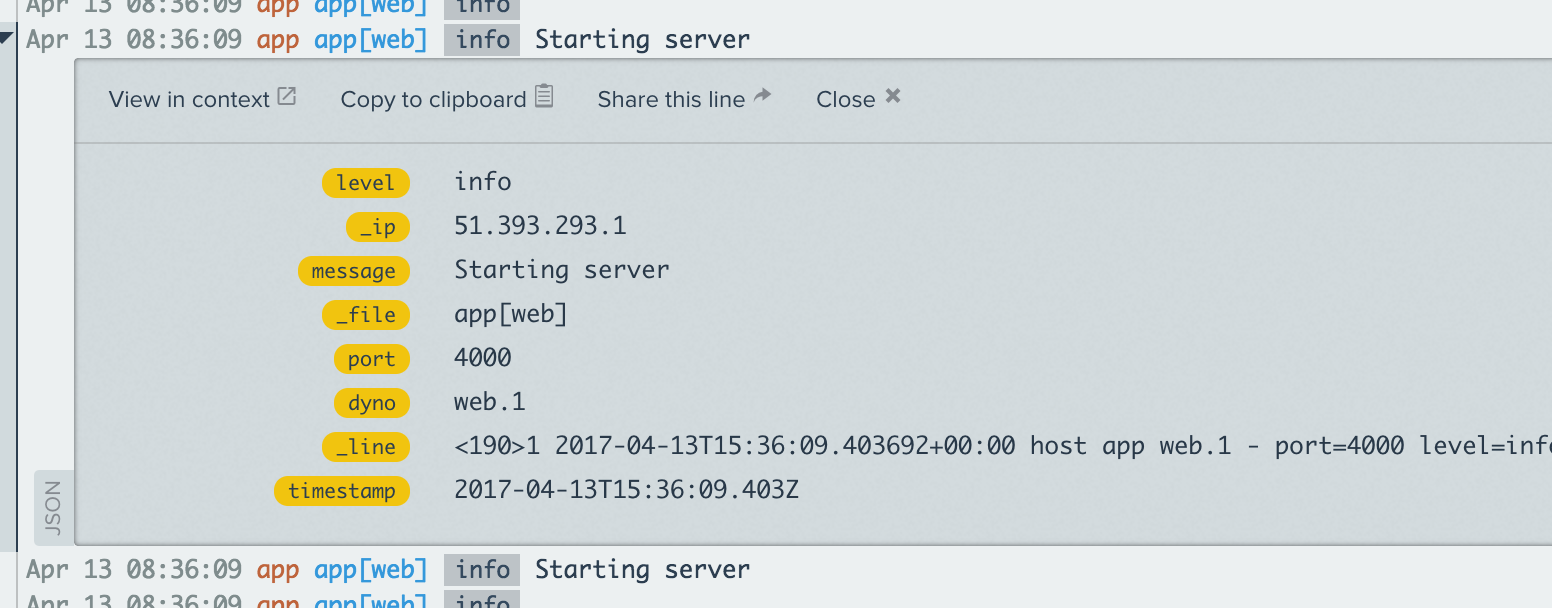 Apr 13 08:36:09 app app[web] info
Apr 13 08:36:09 app app[web] info Starting server
View in context Copy to clipboard Share this line Close
level info
_ip 51.393.293.1
message Starting server
_file app[web]
port 4000
dyno web.1
_line <190>1 2017-04-13T15:36:09.403692+00:00 host app web.1 - port=4000 level=info
timestamp 2017-04-13T15:36:09.403Z
JSON
Apr 13 08:36:09 app app[web] info Starting server
Apr 13 08:36:09 app app[web] info